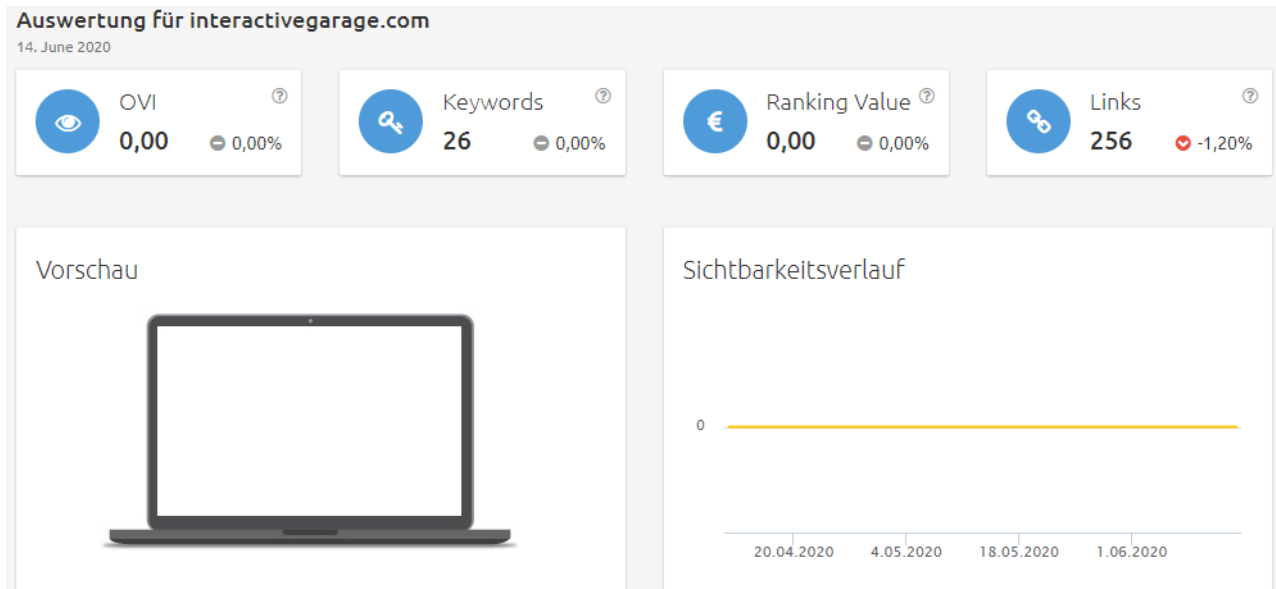 Auswertung für interactivegarage.com
14. June 2020
OVI
0,00 0,00%
Keywords
26 0,00%
Ranking Value
0,00 0,00%
Links
256 -1,20%
Vorschau
Sichtbarkeitsverlauf
0
20.04.2020 4.05.2020 18.05.2020 1.06.2020